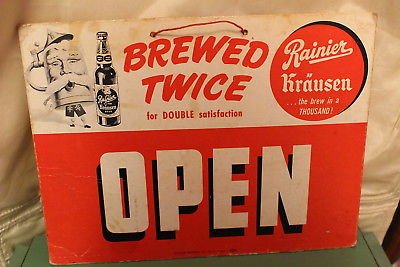 BREWED
TWICE
for DOUBLE satisfaction
Rainier
Kräusen
...the brew in a
THOUSAND!
OPEN